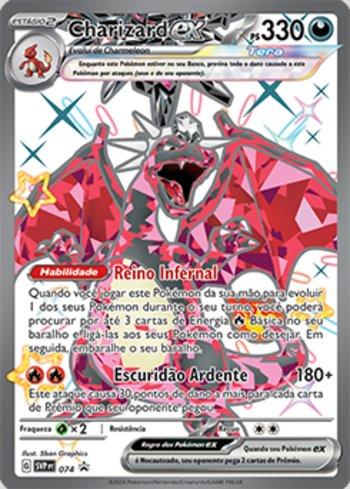 ESTÁGIO 2
Charizard ex
PS 330
Evolui de Charmeleon
Tera
Enquanto este Pokémon estiver no seu Banco, previna todo o dano causado a este
Pokémon por ataques (seus e do seu oponente).
Habilidade Reino Infernal
Quando você jogar este Pokémon da sua mão para evoluir
1 dos seus Pokémon durante o seu turno, você poderá
procurar por até 3 cartas de Energia Básica no seu
baralho e ligá-las aos seus Pokémon como desejar. Em
seguida, embaralhe o seu baralho.
Escuridão Ardente 180+
Este ataque causa 30 pontos de dano a mais para cada carta
de Prêmio que seu oponente pegou.
Fraqueza ×2 Resistência Recuo
Regra dos Pokémon ex
Quando seu Pokémon ex
é Nocauteado, seu oponente pega 2 cartas de Prêmio.
Ilus. 5ban Graphics
G SVP PT 074
©2024 Pokémon/Nintendo/Creatures/GAME FREAK